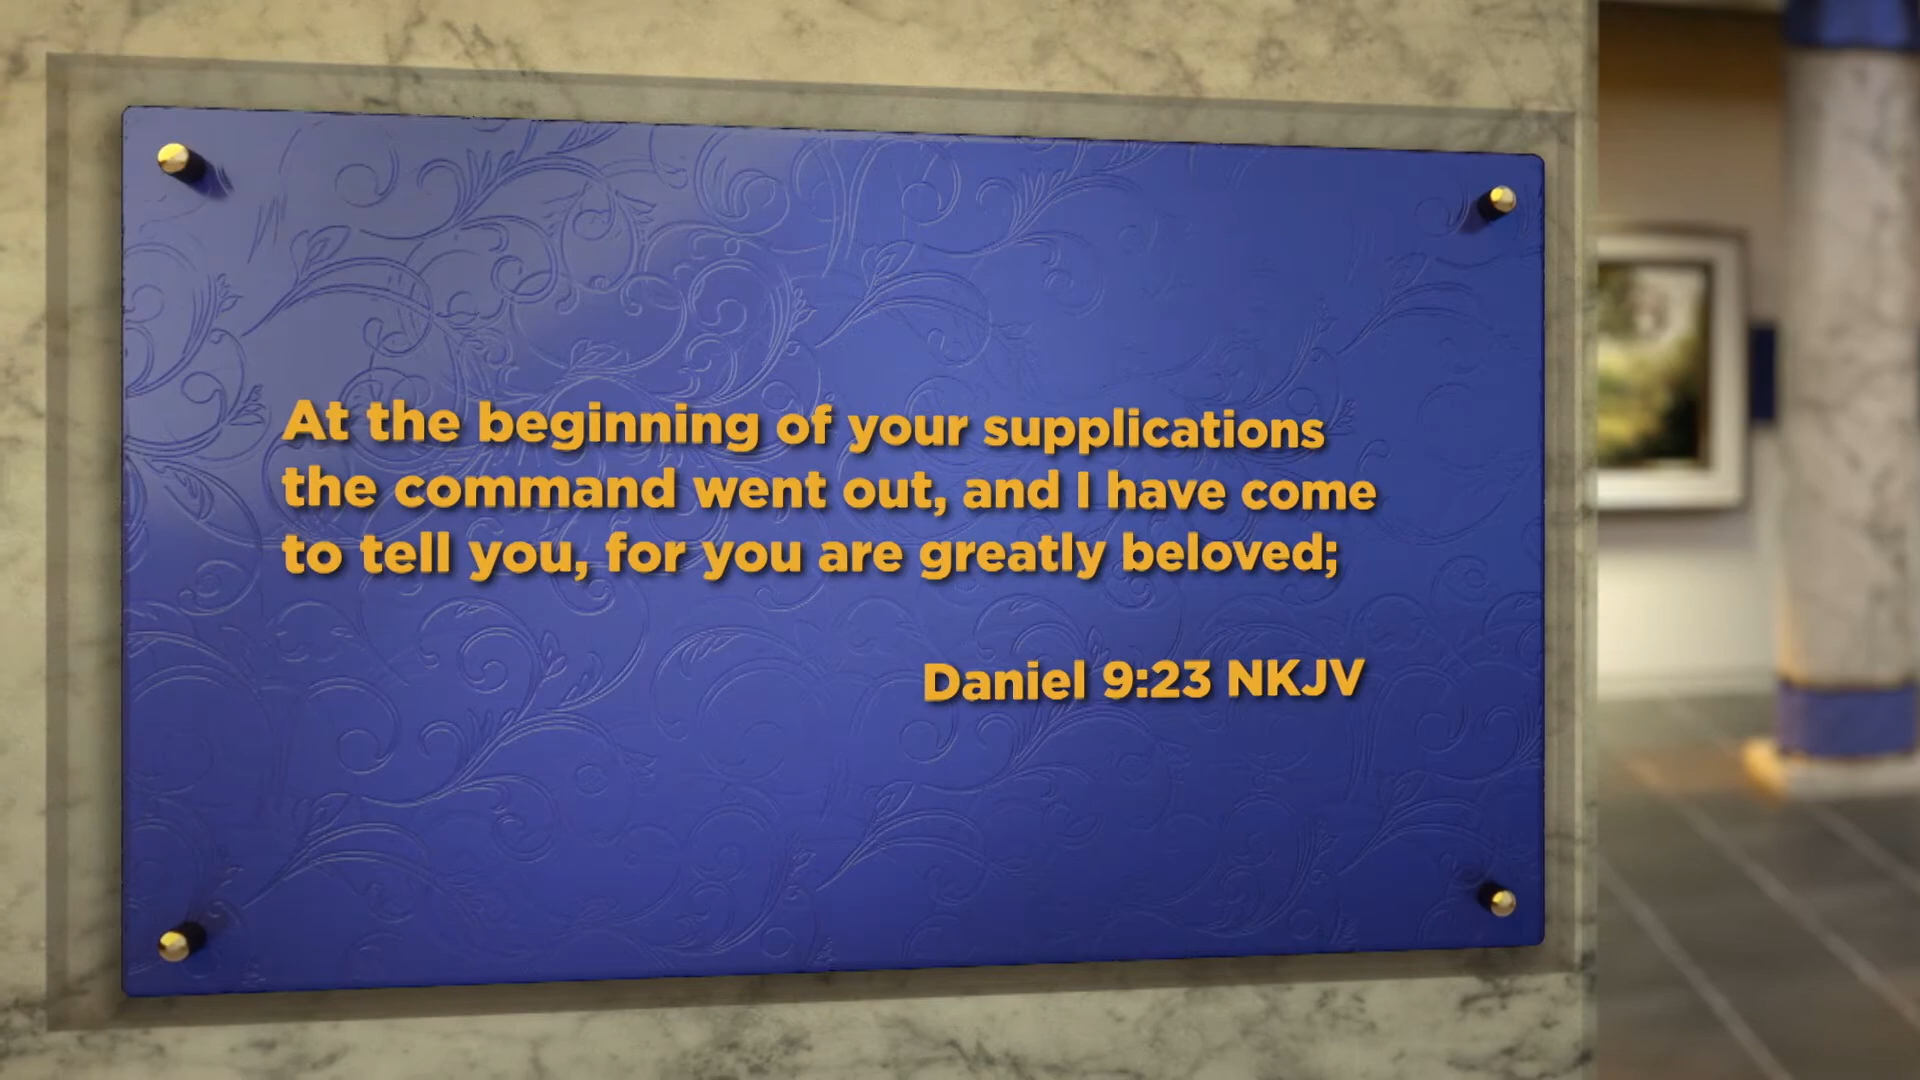 At the beginning of your supplications
the command went out, and I have come
to tell you, for you are greatly beloved;
Daniel 9:23 NKJV